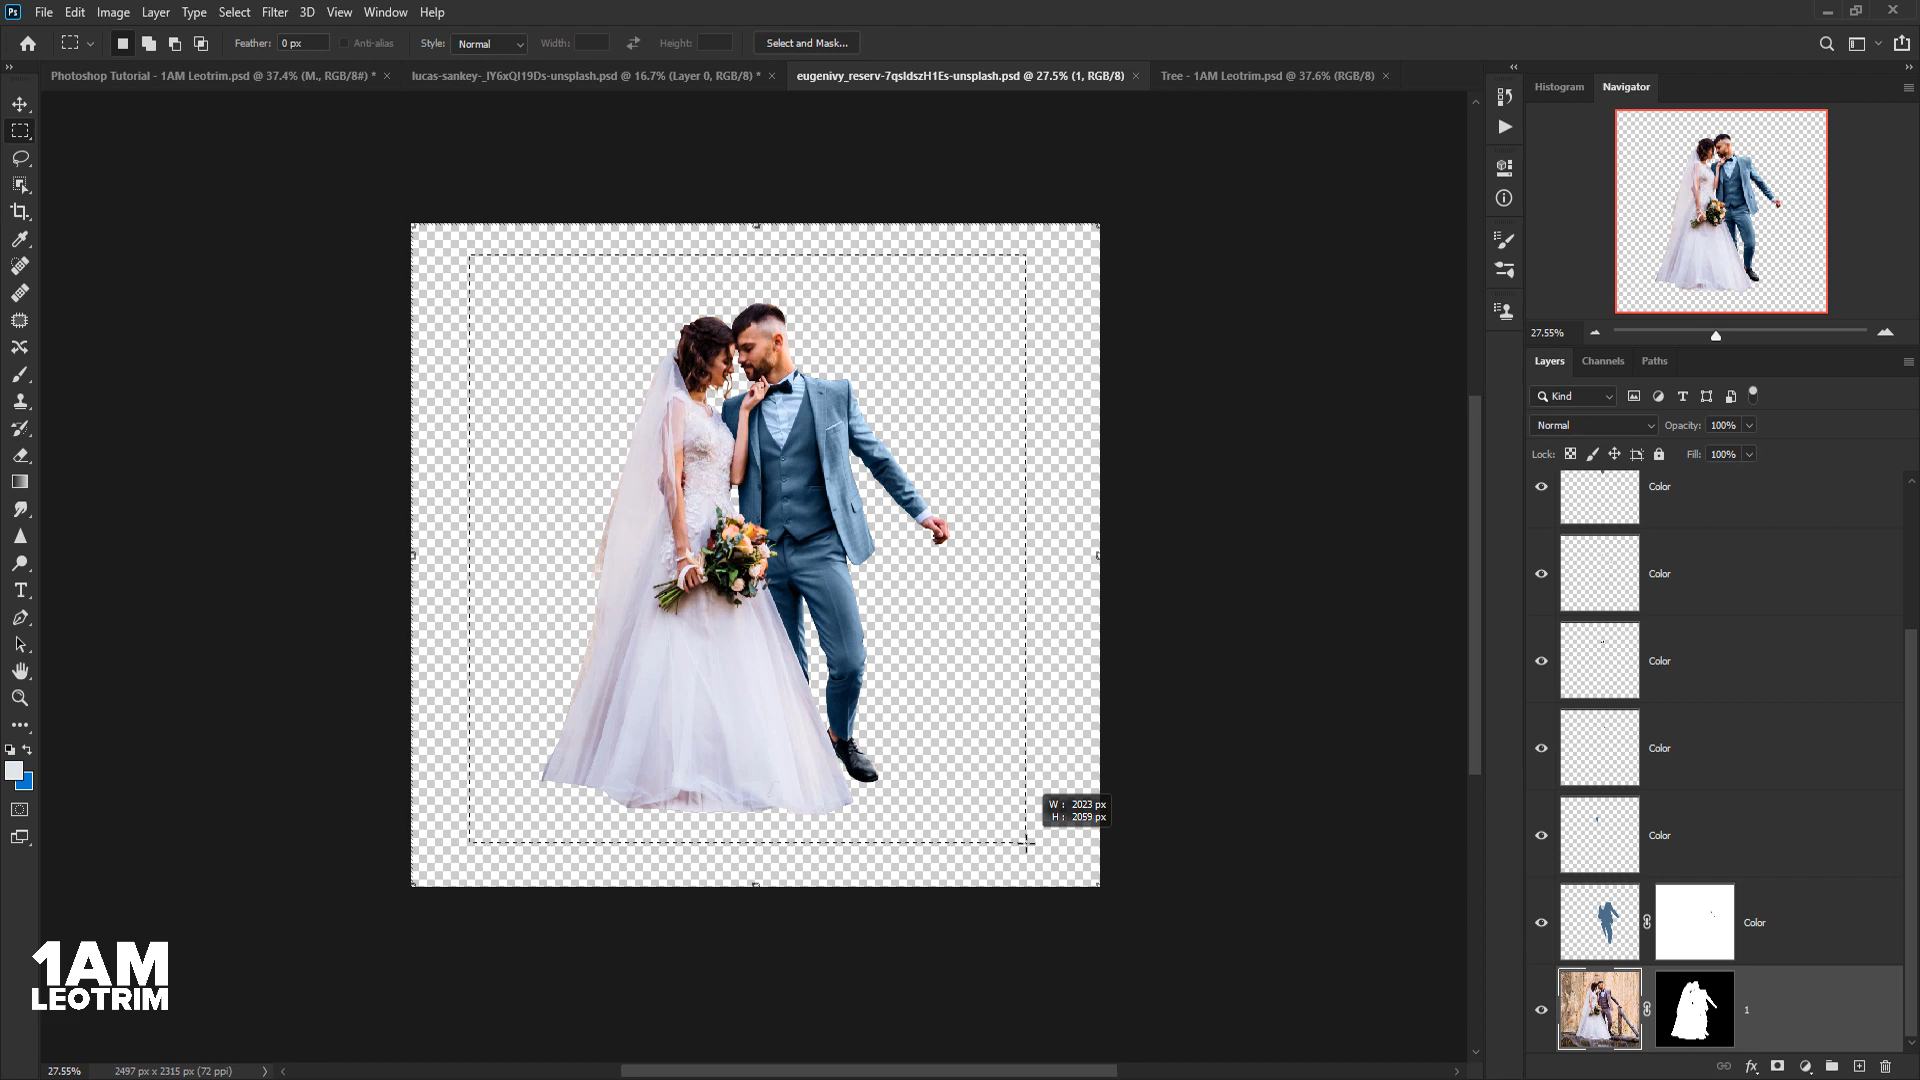 Ps File Edit Image Layer Type Select Filter 3D View Window Help
Feather: 0 px Anti-alias Style: Normal Width: Height: Select and Mask...
Photoshop Tutorial - 1AM Leotrim.psd @ 37.4% (M., RGB/8#) * lucas-sankey-_IY6xQI19Ds-unsplash.psd @ 16.7% (Layer 0, RGB/8) * eugenivy_reserv-7qsIdszH1Es-unsplash.psd @ 27.5% (1, RGB/8) Tree - 1AM Leotrim.psd @ 37.6% (RGB/8)
Histogram Navigator
27.55%
Layers Channels Paths
Kind
Normal Opacity: 100%
Lock: Fill: 100%
Color
Color
Color
Color
Color
Color
1
W : 2023 px
H : 2059 px
1AM
LEOTRIM
27.55% 2497 px x 2315 px (72 ppi)